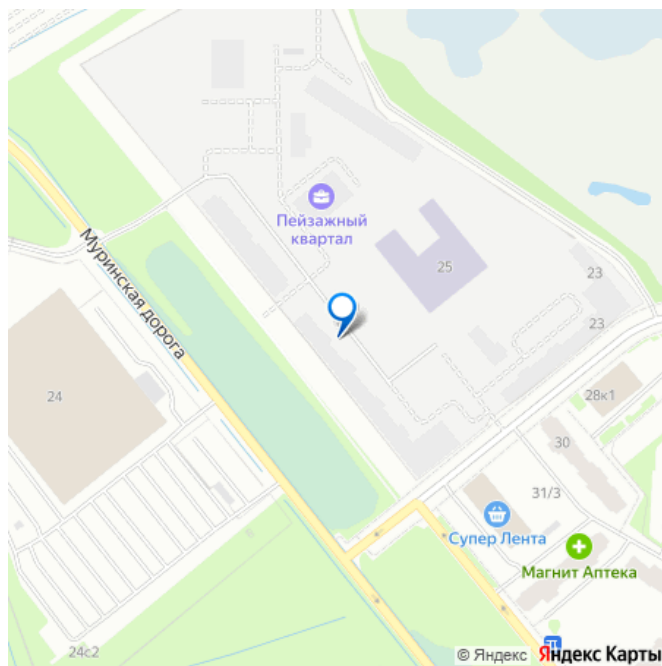 Пейзажный
квартал
Муринская дорога
25
23
23
24
28к1
30
31/3
Супер Лента
Магнит Аптека
24с2
© Яндекс Яндекс Карты